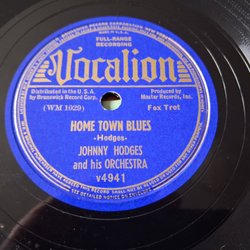 FULL-RANGE
RECORDING
Vocalion
Distributed in the U.S.A.
by Brunswick Record Corp.
Produced by
Master Records, Inc.
(WM 1029)
Fox Trot
HOME TOWN BLUES
-Hodges-
JOHNNY HODGES
and his ORCHESTRA
V4941